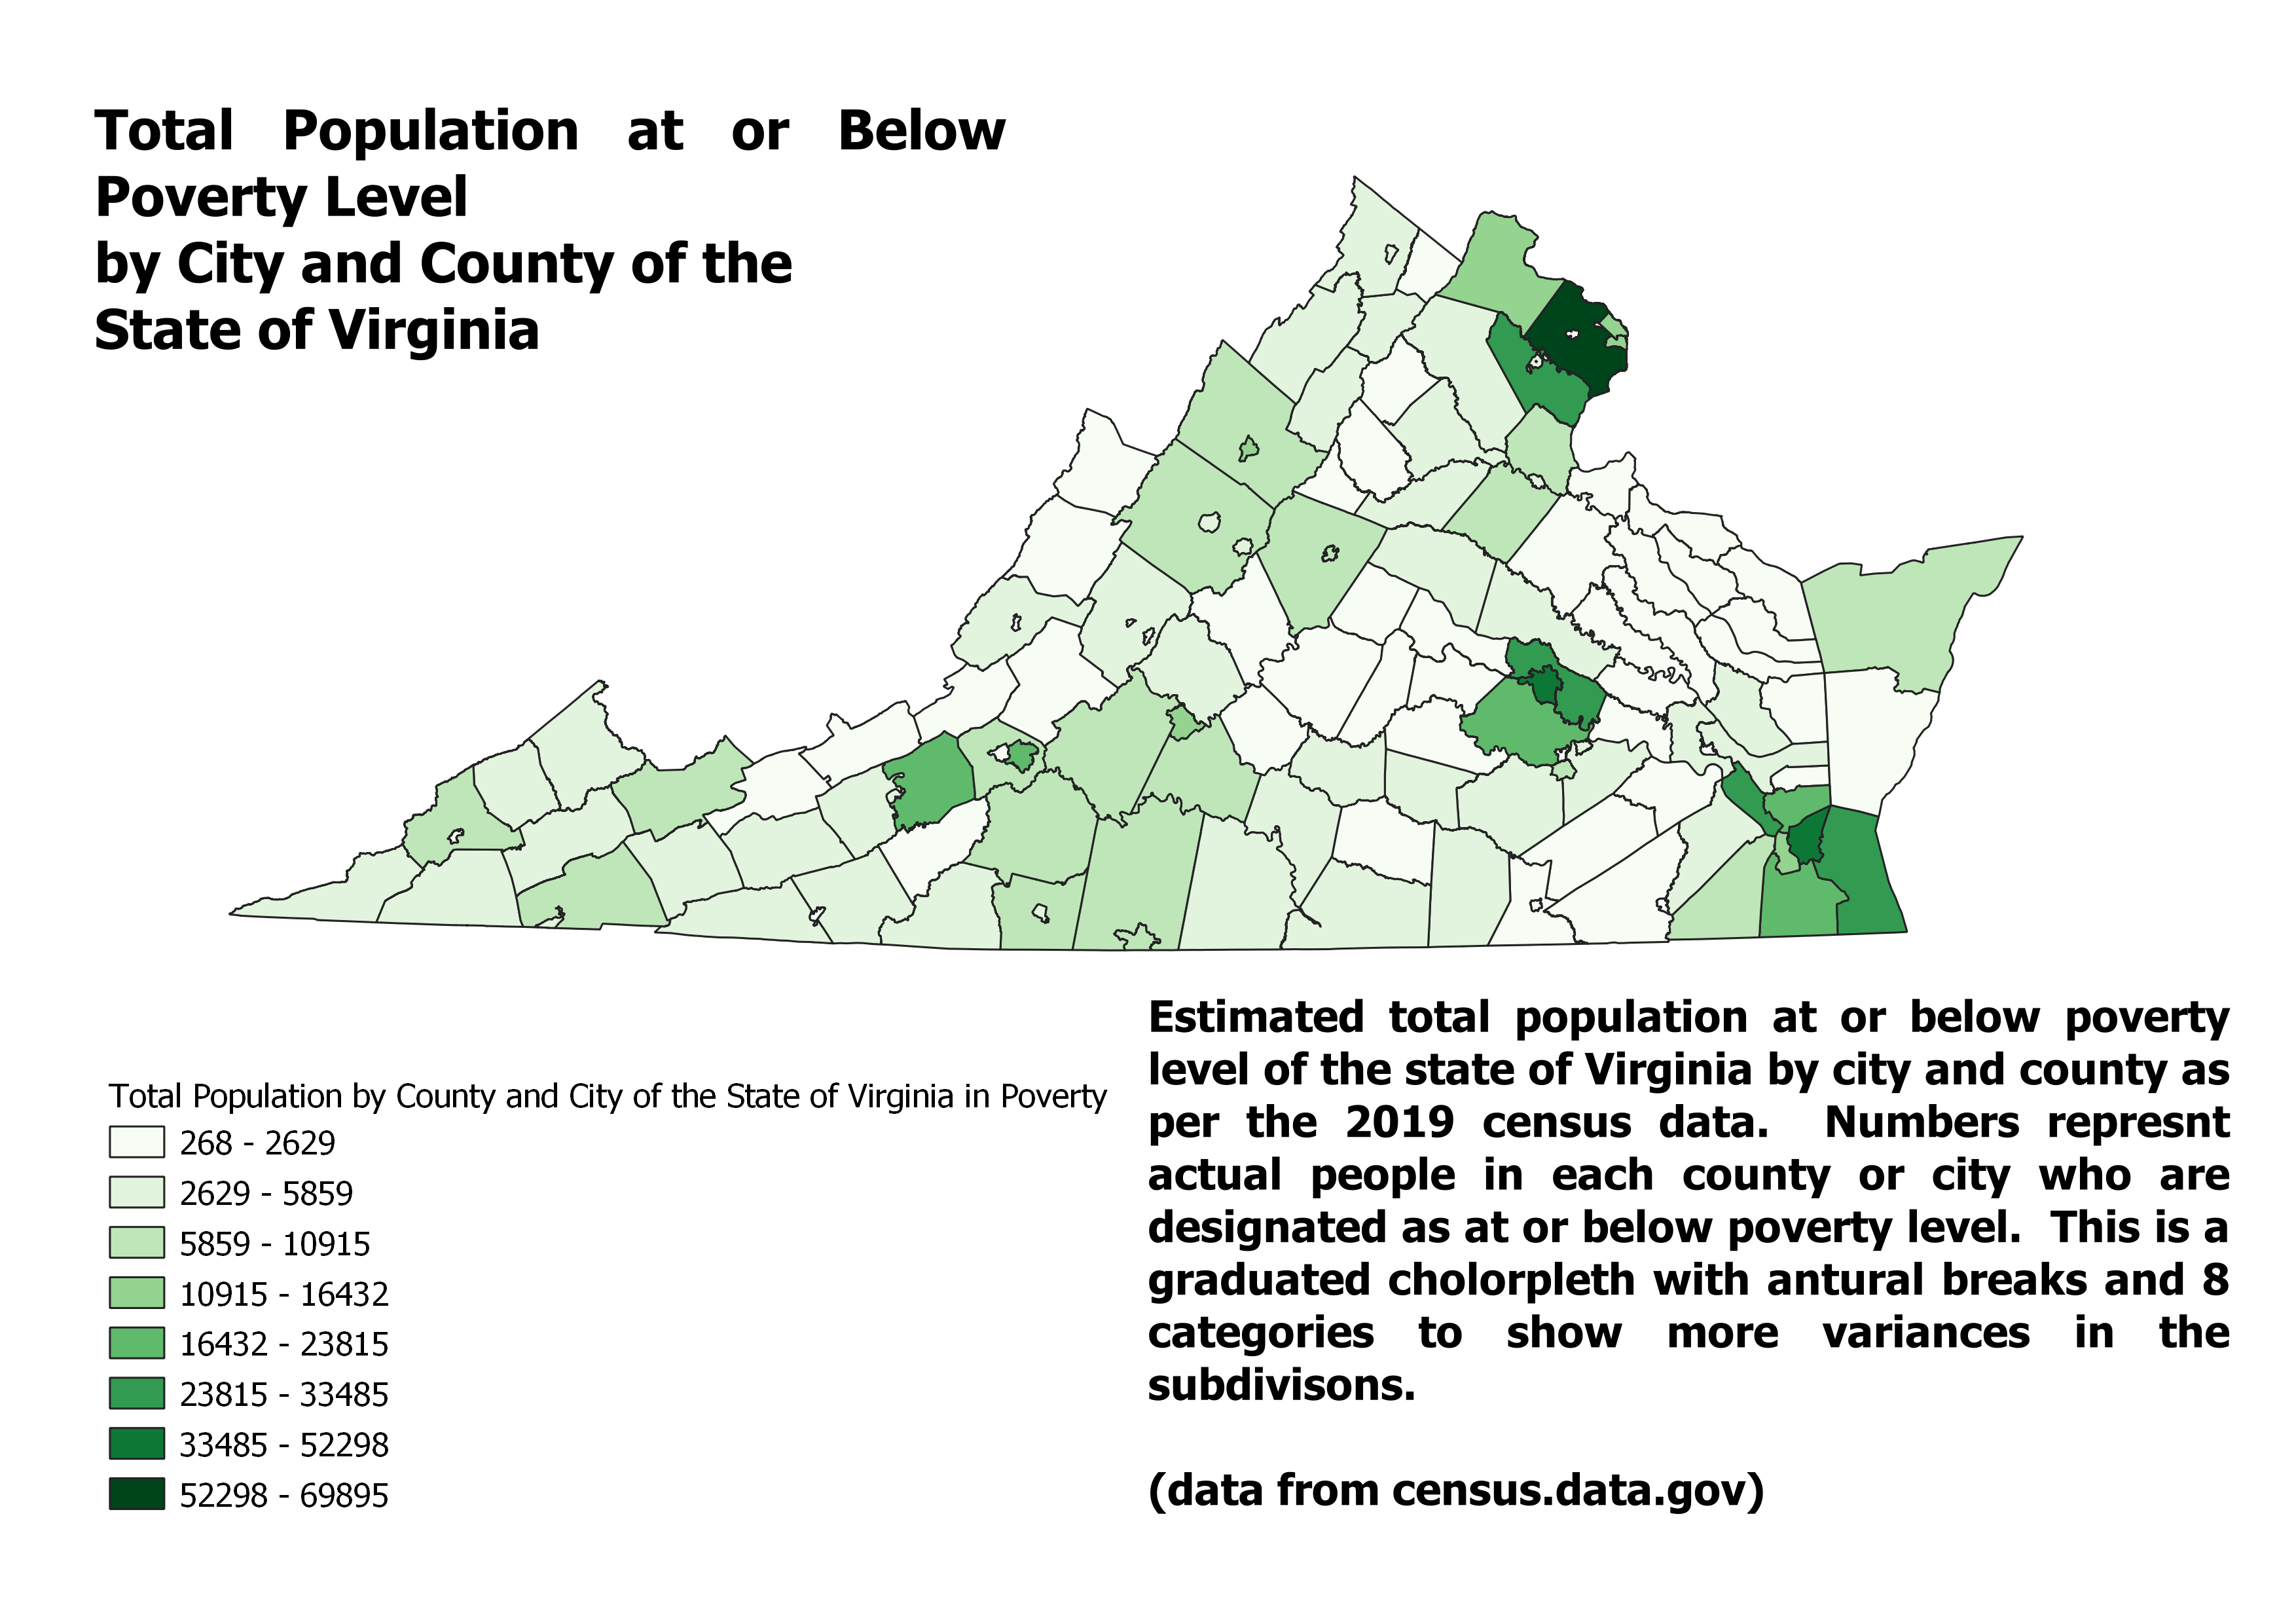 Total Population at or Below
Poverty Level
by City and County of the
State of Virginia
Total Population by County and City of the State of Virginia in Poverty
268 - 2629
2629 - 5859
5859 - 10915
10915 - 16432
16432 - 23815
23815 - 33485
33485 - 52298
52298 - 69895
Estimated total population at or below poverty
level of the state of Virginia by city and county as
per the 2019 census data. Numbers represnt
actual people in each county or city who are
designated as at or below poverty level. This is a
graduated cholorpleth with antural breaks and 8
categories to show more variances in the
subdivisons.
(data from census.data.gov)